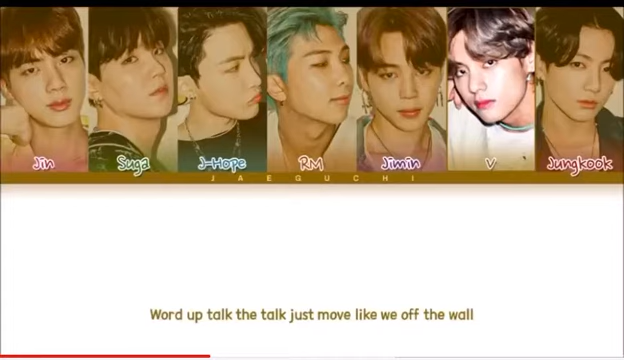 Jin Suga J-Hope RM Jimin V Jungkook
JAEGUCHI
Word up talk the talk just move like we off the wall